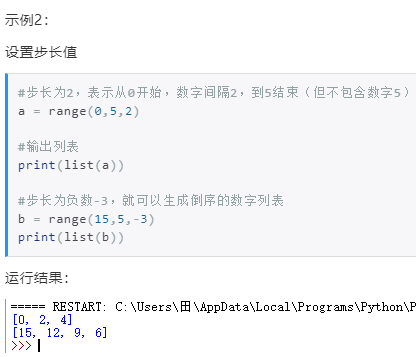 示例2：
设置步长值
#步长为2，表示从0开始，数字间隔2，到5结束（但不包含数字5）
a = range(0,5,2)
#输出列表
print(list(a))
#步长为负数-3，就可以生成倒序的数字列表
b = range(15,5,-3)
print(list(b))
运行结果：
===== RESTART: C:\Users\田\AppData\Local\Programs\Python\P
[0, 2, 4]
[15, 12, 9, 6]
>>>